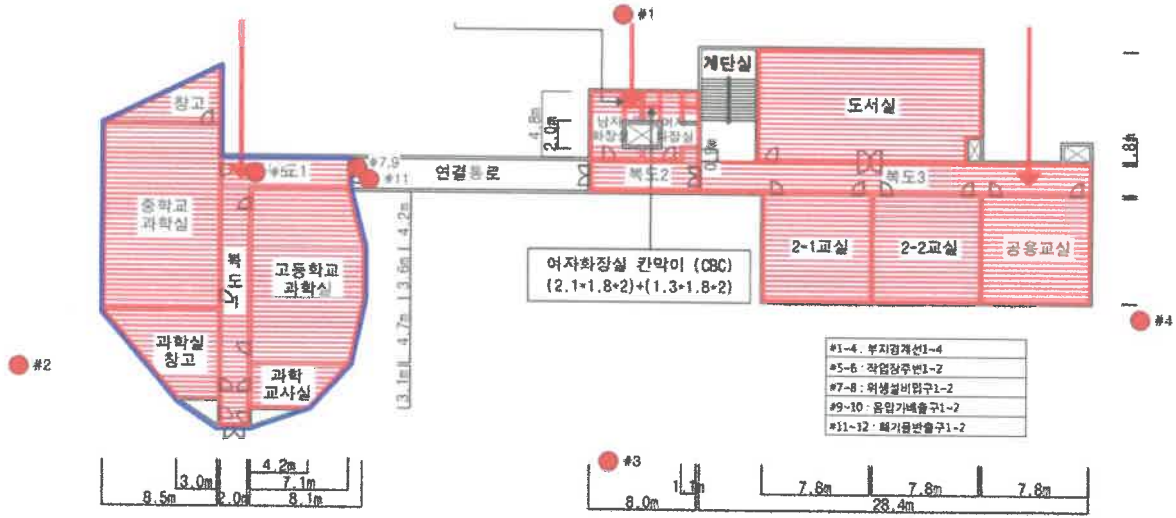 #1
계단실
도서실
창고
남자
화장실
여자
화장실
4.8m
2.0m
1.8m
#7,9
#11
연결통로
복도2
복도3
중학교
과학실
고등학교
과학실
4.2m
3.6m
4.7m
3.1m
2-1교실
2-2교실
공용교실
여자화장실 칸막이 (CBC)
(2.1*1.8*2)+(1.3*1.8*2)
#4
#2
과학실
창고
과학
교사실
#1~4 : 부지경계선1~2
#5~6 : 작업장주변1~2
#7~8 : 위생설비입구1~2
#9~10 : 음압기배출구1~2
#11~12 : 폐기물반출구1~2
#3
4.2m
3.0m
7.1m
8.5m
2.0m
8.1m
8.0m
7.8m
7.8m
7.8m
28.4m